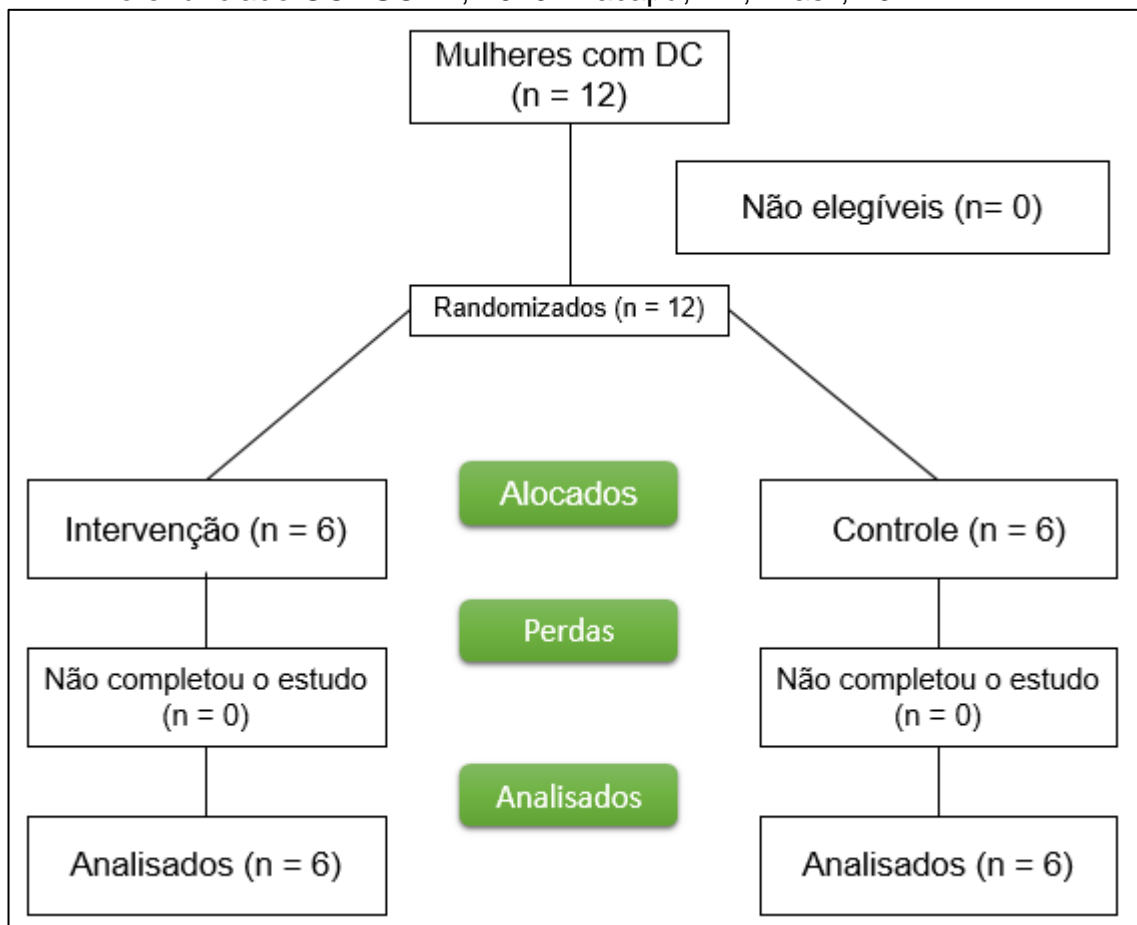 Mulheres com DC
(n = 12)
Não elegíveis (n= 0)
Randomizados (n = 12)
Alocados
Intervenção (n = 6)
Controle (n = 6)
Perdas
Não completou o estudo
(n = 0)
Não completou o estudo
(n = 0)
Analisados
Analisados (n = 6)
Analisados (n = 6)